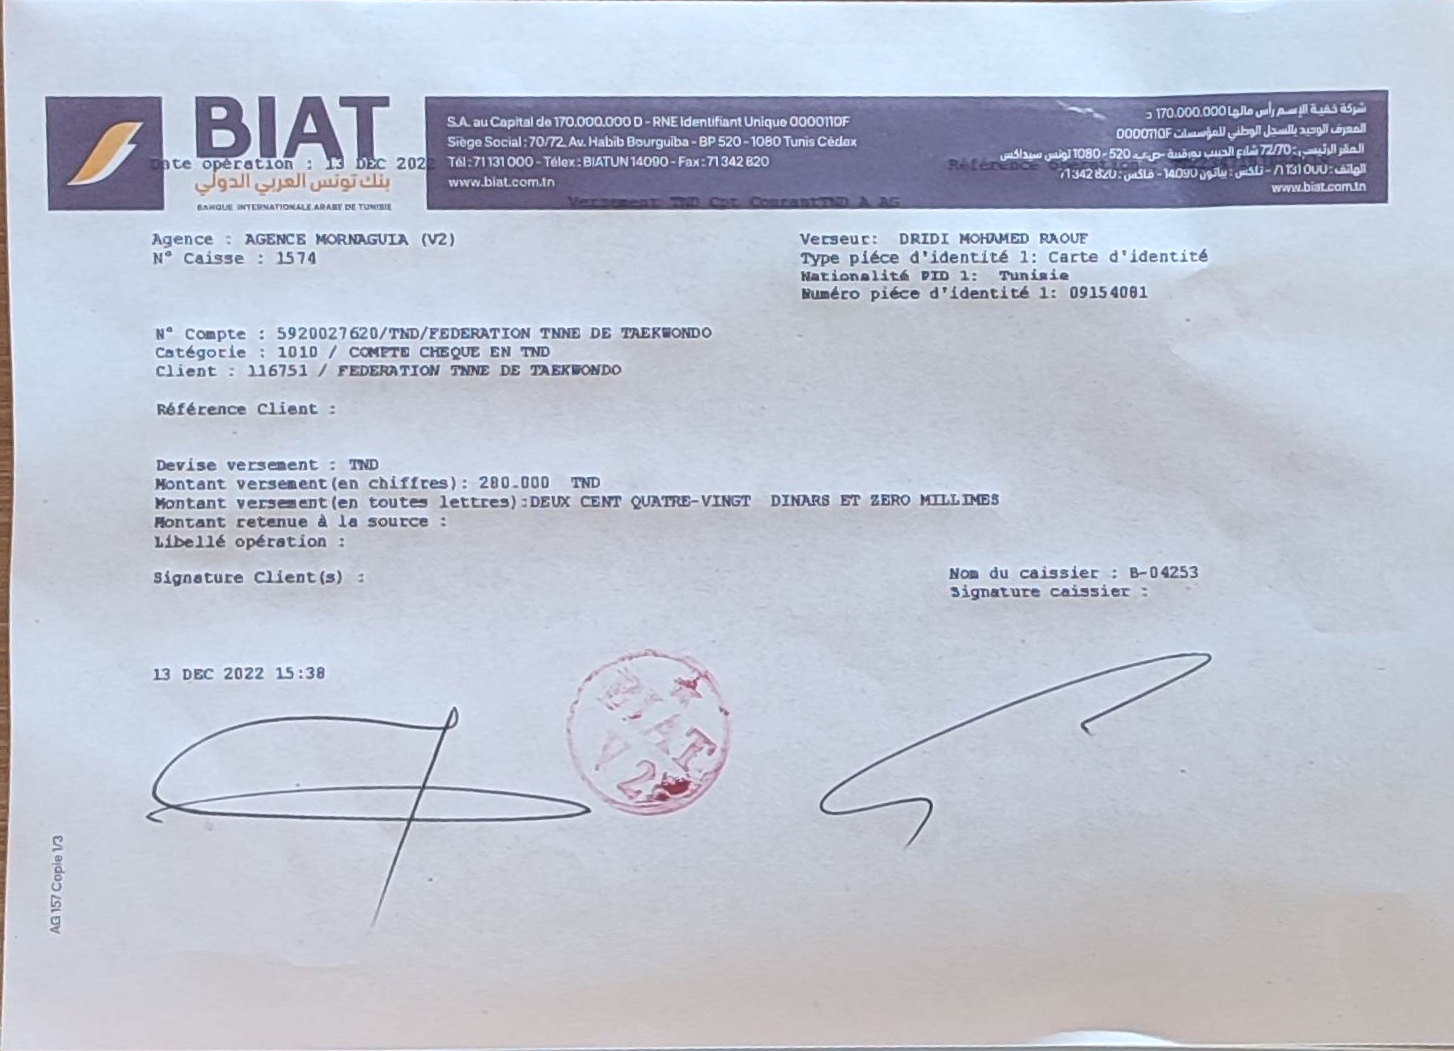 BIAT
بنك تونس العربي الدولي
BANQUE INTERNATIONALE ARABE DE TUNISIE
S.A. au Capital de 170.000.000 D - RNE Identifiant Unique 0000110F
Siège Social : 70/72, Av. Habib Bourguiba - BP 520 - 1080 Tunis Cédex
Tél : 71 131 000 - Télex : BIATUN 14090 - Fax : 71 342 820
www.biat.com.tn
شركة خفية الإسم رأس مالها 170.000.000 د
المعرف الوحيد بالسجل الوطني للمؤسسات 0000110F
المقر الرئيسي : 72/70 شارع الحبيب بورقيبة -ص.ب 520 - 1080 تونس سيداكس
الهاتف : 71 131 000 - تلكس : بياتون 14090 - فاكس : 71 342 820
www.biat.com.tn
Date opération : 13 DEC 2022
Référence
Versement TND Cpt CourantTND A AG
Agence : AGENCE MORNAGUIA (V2)
N° Caisse : 1574
Verseur: DRIDI MOHAMED RAOUF
Type piéce d'identité 1: Carte d'identité
Nationalité PID 1: Tunisie
Numéro piéce d'identité 1: 09154081
N° Compte : 5920027620/TND/FEDERATION TNNE DE TAEKWONDO
Catégorie : 1010 / COMPTE CHEQUE EN TND
Client : 116751 / FEDERATION TNNE DE TAEKWONDO
Référence Client :
Devise versement : TND
Montant versement(en chiffres): 280.000 TND
Montant versement(en toutes lettres):DEUX CENT QUATRE-VINGT DINARS ET ZERO MILLIMES
Montant retenue à la source :
Libellé opération :
Signature Client(s) :
Nom du caissier : B-04253
Signature caissier :
13 DEC 2022 15:38
BIAT
V2
AG 157 Copie 1/3